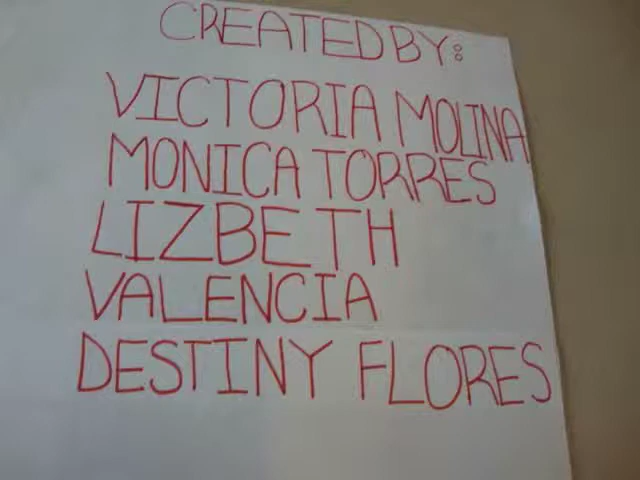 CREATED BY:
VICTORIA MOLINA
MONICA TORRES
LIZBETH
VALENCIA
DESTINY FLORES